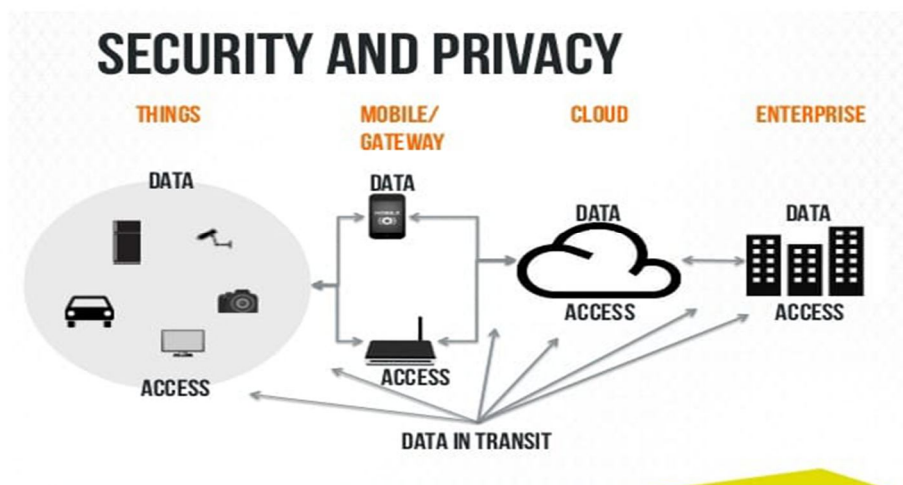 SECURITY AND PRIVACY
THINGS
MOBILE/
GATEWAY
CLOUD
ENTERPRISE
DATA
DATA
DATA
DATA
MOBILE
ACCESS
ACCESS
ACCESS
ACCESS
DATA IN TRANSIT